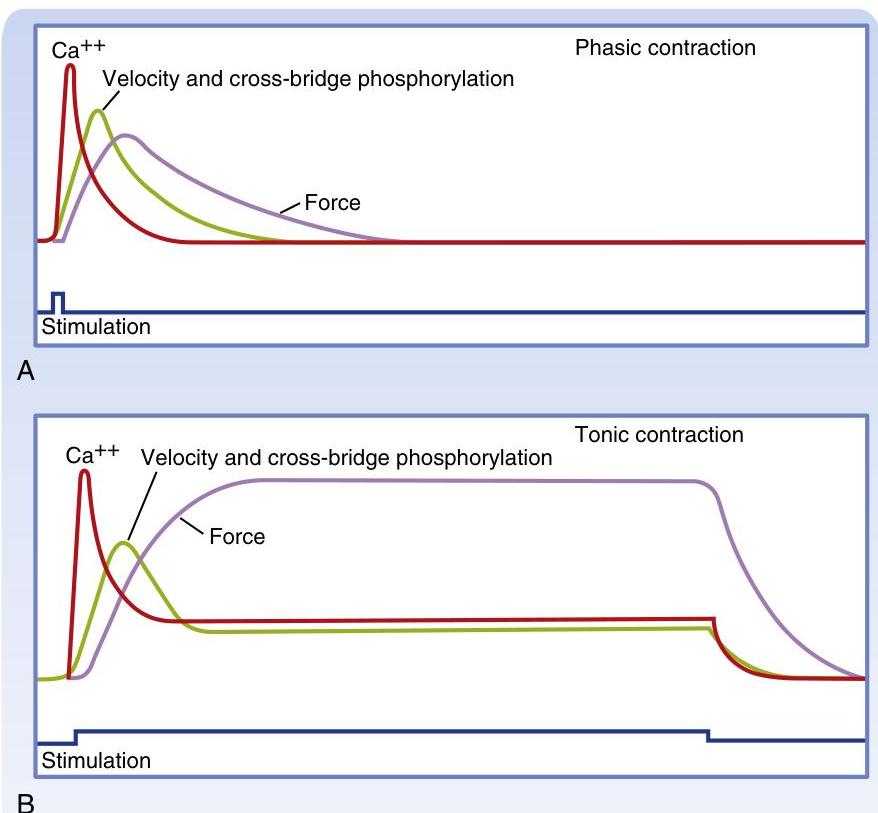 Ca++
Phasic contraction
Velocity and cross-bridge phosphorylation
Force
Stimulation
A
Tonic contraction
Ca++
Velocity and cross-bridge phosphorylation
Force
Stimulation
B